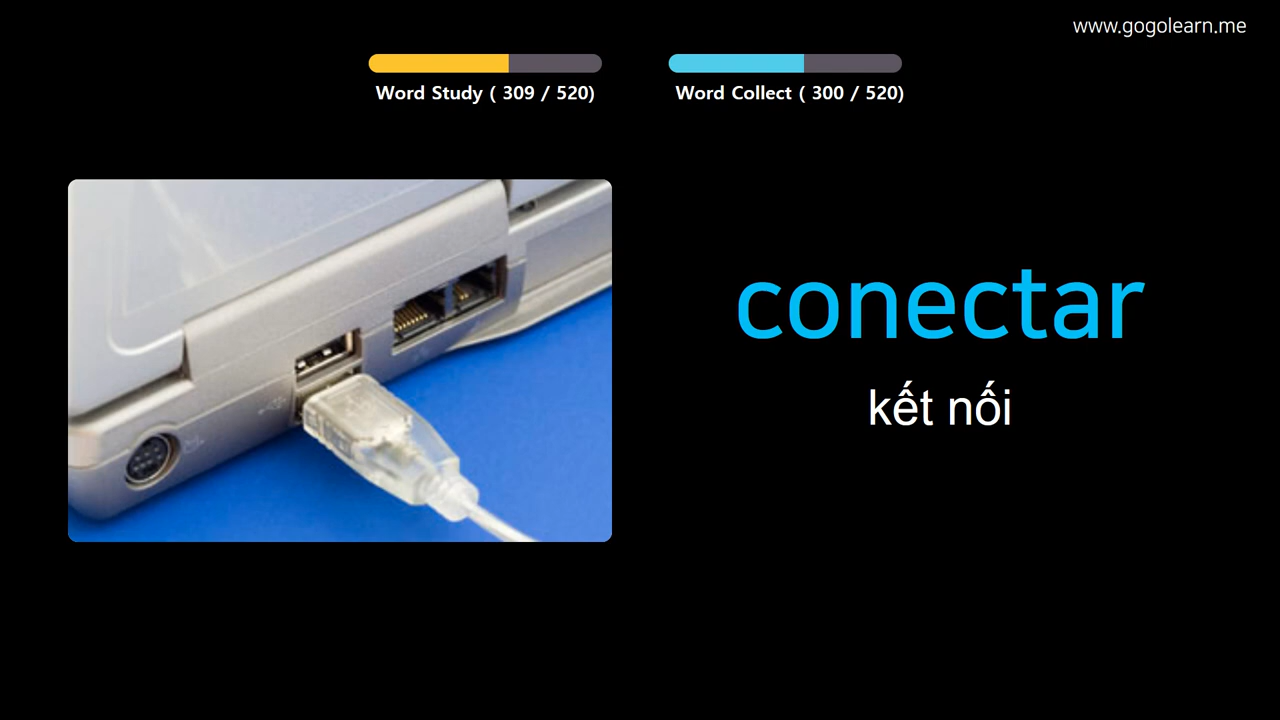 www.gogolearn.me
Word Study ( 309 / 520)
Word Collect ( 300 / 520)
conectar
kết nối